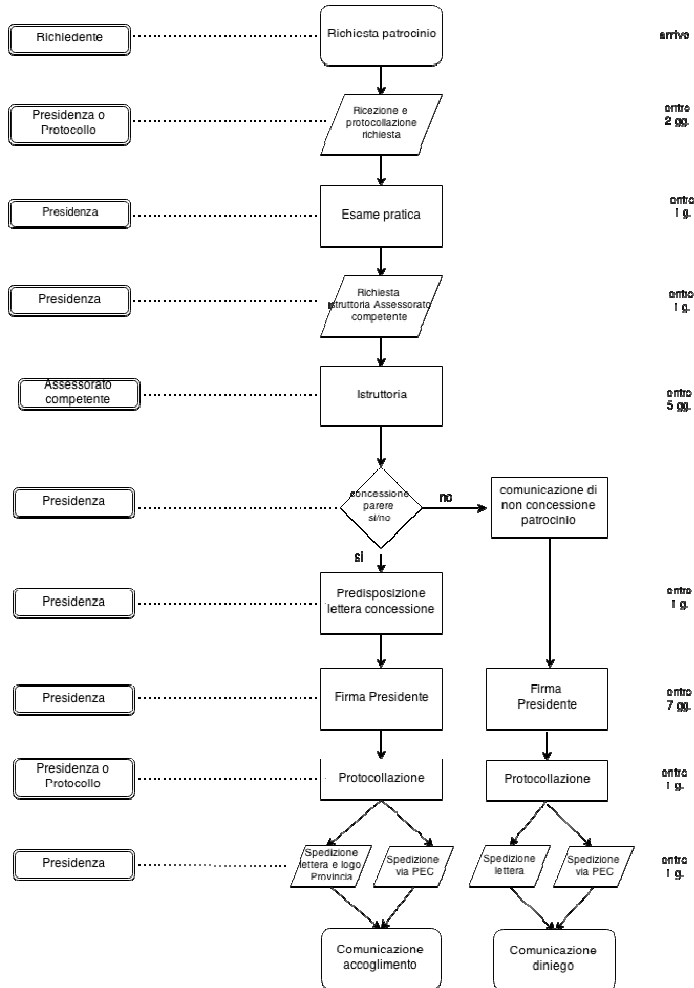 Richiedente
Richiesta patrocinio
arrivo
Presidenza o
Protocollo
Ricezione e
protocollazione
richiesta
entro
2 gg.
Presidenza
Esame pratica
entro
1 g.
Presidenza
Richiesta
istruttoria Assessorato
competente
entro
1 g.
Assessorato
competente
Istruttoria
entro
5 gg.
Presidenza
concessione
parere
si/no
no
comunicazione di
non concessione
patrocinio
si
Presidenza
Predisposizione
lettera concessione
entro
1 g.
Presidenza
Firma Presidente
Firma
Presidente
entro
7 gg.
Presidenza o
Protocollo
Protocollazione
Protocollazione
entro
1 g.
Presidenza
Spedizione
lettera e logo
Provincia
Spedizione
via PEC
Spedizione
lettera
Spedizione
via PEC
entro
1 g.
Comunicazione
accoglimento
Comunicazione
diniego